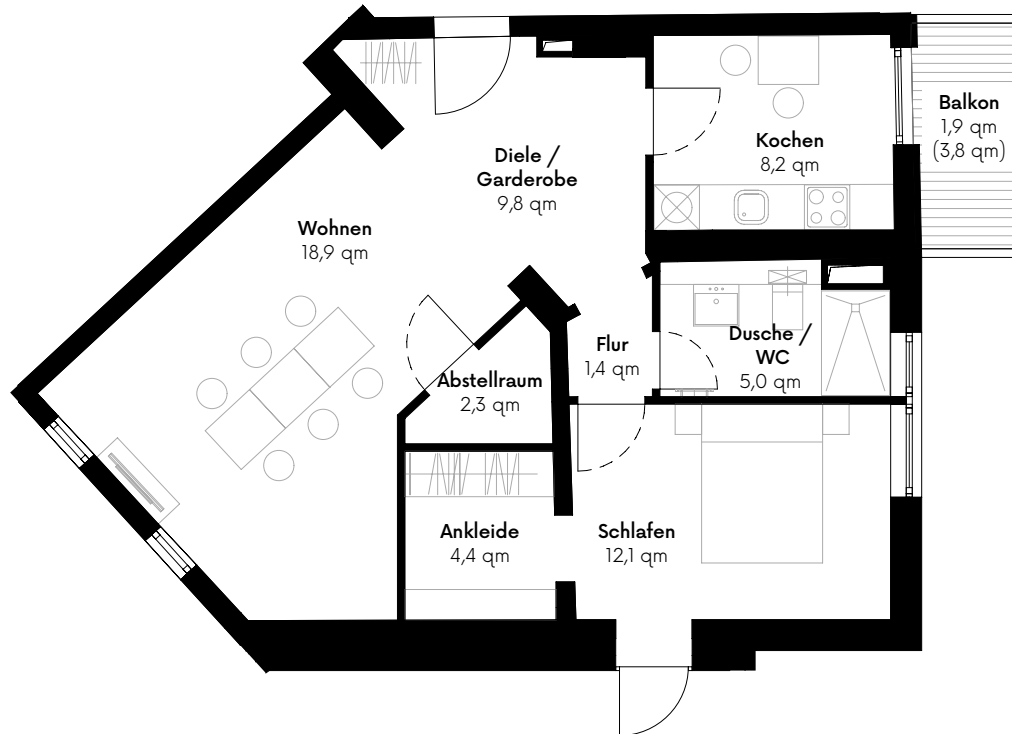 Balkon
1,9 qm
(3,8 qm)
Kochen
8,2 qm
Diele /
Garderobe
9,8 qm
Wohnen
18,9 qm
Dusche /
WC
5,0 qm
Flur
1,4 qm
Abstellraum
2,3 qm
Ankleide
4,4 qm
Schlafen
12,1 qm